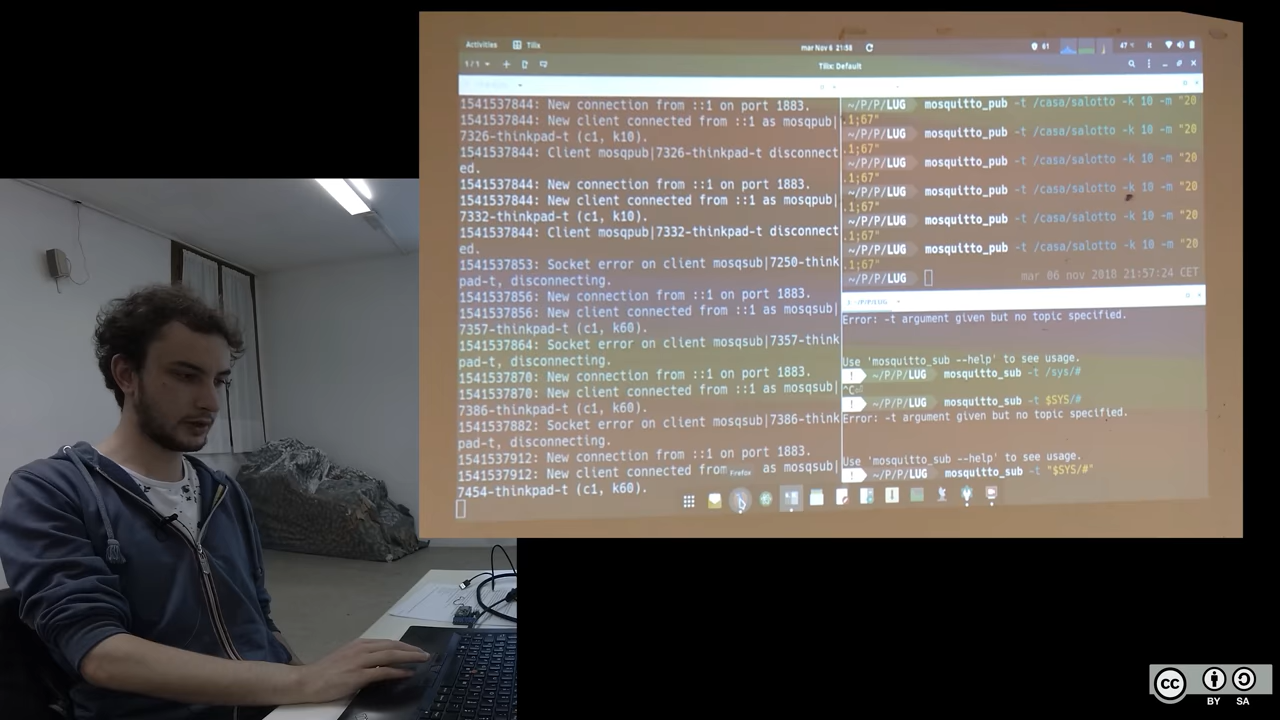 Activities Tilix mar Nov 6 21:58 61 47 it
1/1 Tilix: Default
1541537844: New connection from ::1 on port 1883.
1541537844: New client connected from ::1 as mosqpub|
7326-thinkpad-t (c1, k10).
1541537844: Client mosqpub|7326-thinkpad-t disconnect
ed.
1541537844: New connection from ::1 on port 1883.
1541537844: New client connected from ::1 as mosqpub|
7332-thinkpad-t (c1, k10).
1541537844: Client mosqpub|7332-thinkpad-t disconnect
ed.
1541537853: Socket error on client mosqsub|7250-think
pad-t, disconnecting.
1541537856: New connection from ::1 on port 1883.
1541537856: New client connected from ::1 as mosqsub|
7357-thinkpad-t (c1, k60).
1541537864: Socket error on client mosqsub|7357-think
pad-t, disconnecting.
1541537870: New connection from ::1 on port 1883.
1541537870: New client connected from ::1 as mosqsub|
7386-thinkpad-t (c1, k60).
1541537882: Socket error on client mosqsub|7386-think
pad-t, disconnecting.
1541537912: New connection from ::1 on port 1883.
1541537912: New client connected from ::1 as mosqsub|
7454-thinkpad-t (c1, k60).
~/P/P/LUG mosquitto_pub -t /casa/salotto -k 10 -m "20
.1;67"
~/P/P/LUG mosquitto_pub -t /casa/salotto -k 10 -m "20
.1;67"
~/P/P/LUG mosquitto_pub -t /casa/salotto -k 10 -m "20
.1;67"
~/P/P/LUG mosquitto_pub -t /casa/salotto -k 10 -m "20
.1;67"
~/P/P/LUG mosquitto_pub -t /casa/salotto -k 10 -m "20
.1;67"
~/P/P/LUG mosquitto_pub -t /casa/salotto -k 10 -m "20
.1;67"
~/P/P/LUG mar 06 nov 2018 21:57:24 CET
Error: -t argument given but no topic specified.
Use 'mosquitto_sub --help' to see usage.
! ~/P/P/LUG mosquitto_sub -t /sys/#
^C⏎
! ~/P/P/LUG mosquitto_sub -t $SYS/#
Error: -t argument given but no topic specified.
Use 'mosquitto_sub --help' to see usage.
! ~/P/P/LUG mosquitto_sub -t "$SYS/#"
Firefox
CC BY SA